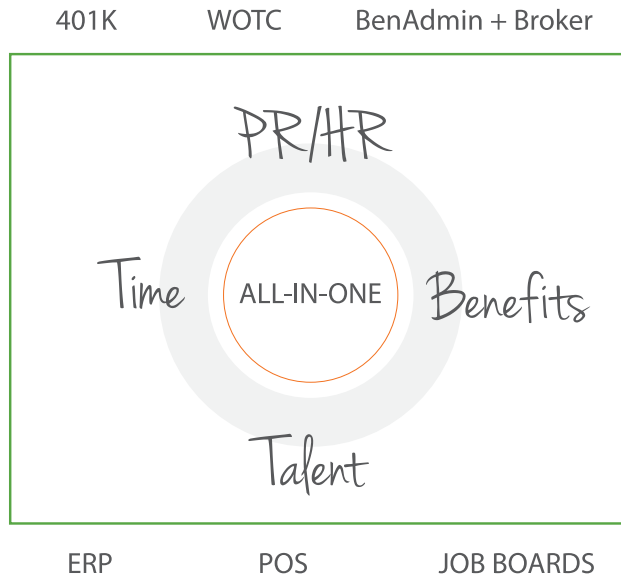 401K WOTC BenAdmin + Broker
PR/HR
Time ALL-IN-ONE Benefits
Talent
ERP POS JOB BOARDS